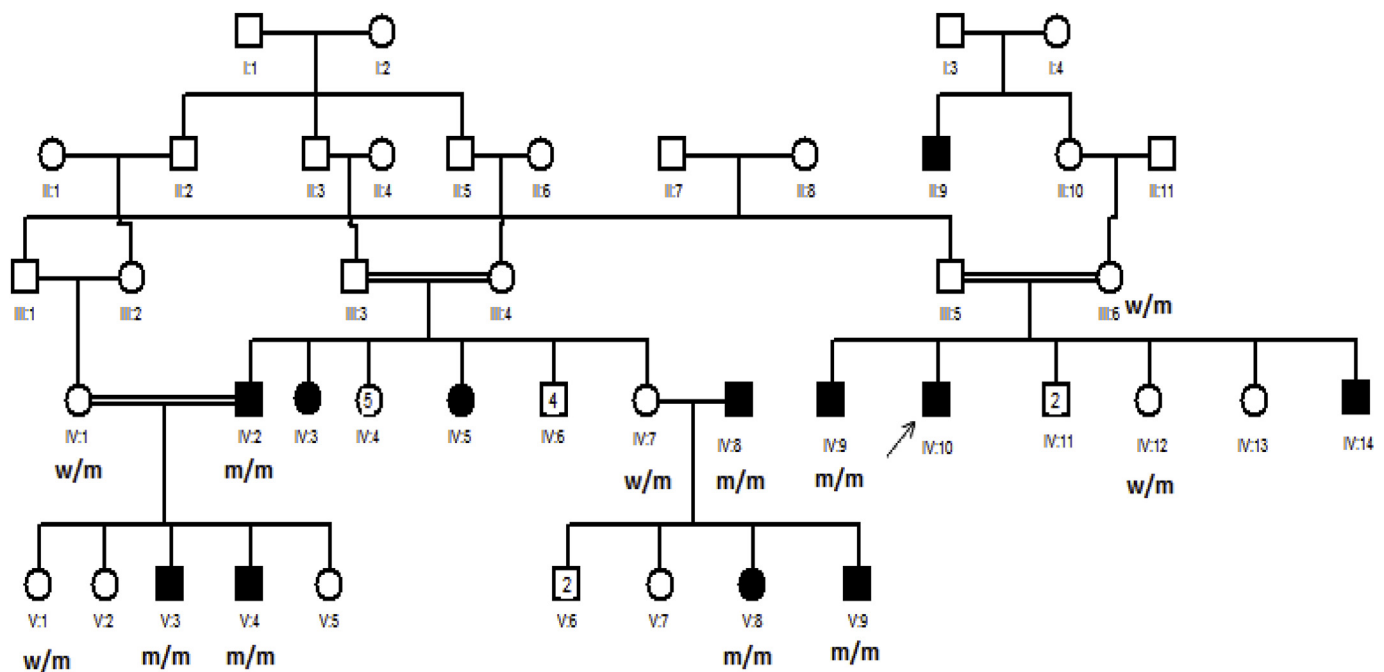 I:1 I:2 I:3 I:4
II:1 II:2 II:3 II:4 II:5 II:6 II:7 II:8 II:9 II:10 II:11
III:1 III:2 III:3 III:4 III:5 III:6
w/m
5 4 2
IV:1 IV:2 IV:3 IV:4 IV:5 IV:6 IV:7 IV:8 IV:9 IV:10 IV:11 IV:12 IV:13 IV:14
w/m m/m w/m m/m m/m w/m
2
V:1 V:2 V:3 V:4 V:5 V:6 V:7 V:8 V:9
w/m m/m m/m m/m m/m